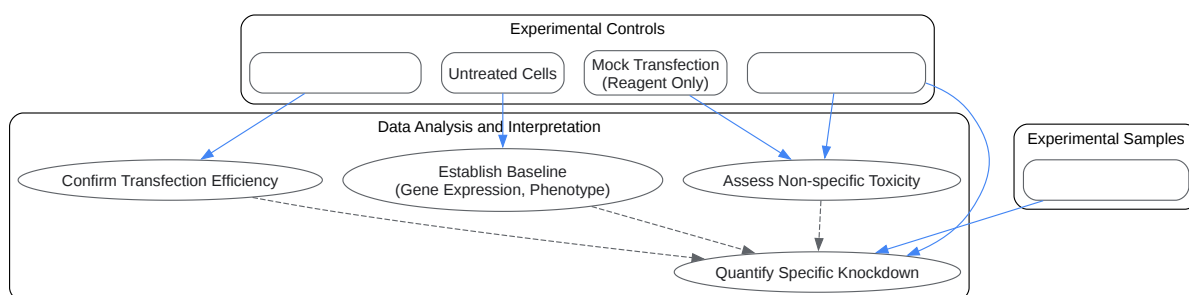 Experimental Controls
Untreated Cells
Mock Transfection
(Reagent Only)
Data Analysis and Interpretation
Experimental Samples
Confirm Transfection Efficiency
Establish Baseline
(Gene Expression, Phenotype)
Assess Non-specific Toxicity
Quantify Specific Knockdown